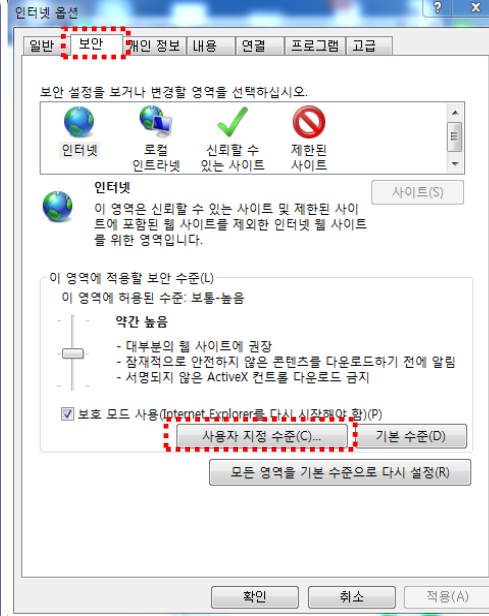 인터넷 옵션
일반 보안 개인 정보 내용 연결 프로그램 고급
보안 설정을 보거나 변경할 영역을 선택하십시오.
인터넷
로컬 인트라넷
신뢰할 수 있는 사이트
제한된 사이트
인터넷
사이트(S)
이 영역은 신뢰할 수 있는 사이트 및 제한된 사이
트에 포함된 웹 사이트를 제외한 인터넷 웹 사이트
를 위한 영역입니다.
이 영역에 적용할 보안 수준(L)
이 영역에 허용된 수준: 보통-높음
약간 높음
- 대부분의 웹 사이트에 권장
- 잠재적으로 안전하지 않은 콘텐츠를 다운로드하기 전에 알림
- 서명되지 않은 ActiveX 컨트롤 다운로드 금지
보호 모드 사용(Internet Explorer를 다시 시작해야 함)(P)
사용자 지정 수준(C)... 기본 수준(D)
모든 영역을 기본 수준으로 다시 설정(R)
확인 취소 적용(A)